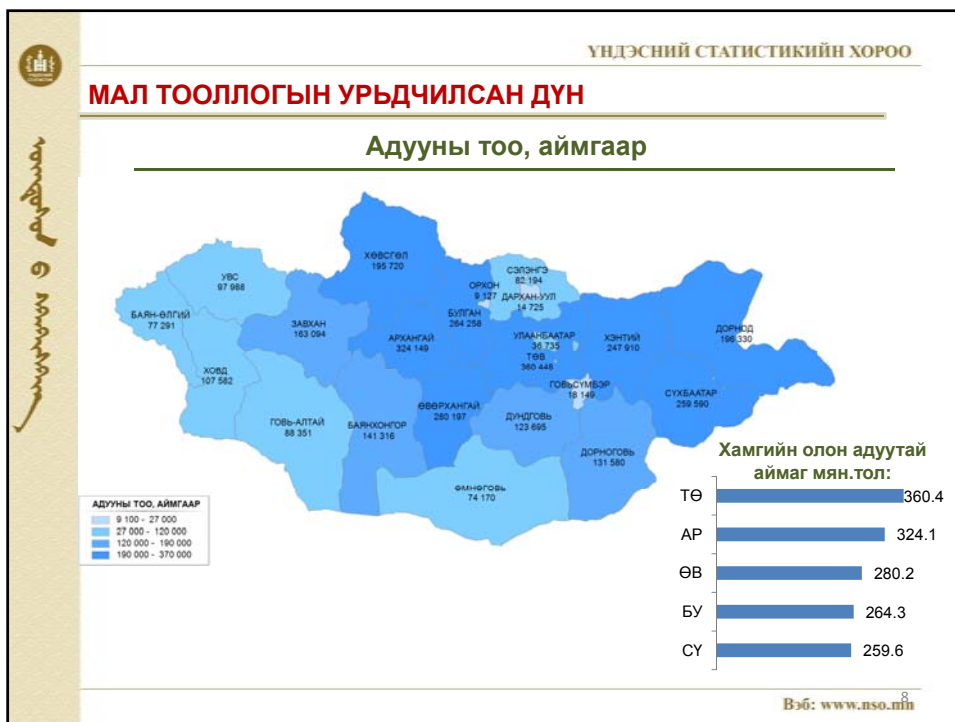 ҮНДЭСНИЙ СТАТИСТИКИЙН ХОРОО
МАЛ ТООЛЛОГЫН УРЬДЧИЛСАН ДҮН
Адууны тоо, аймгаар
ХӨВСГӨЛ
195 720
УВС
97 988
СЭЛЭНГЭ
82 194
ОРХОН
9 127
ДАРХАН-УУЛ
14 725
БАЯН-ӨЛГИЙ
77 291
ЗАВХАН
163 094
БУЛГАН
264 258
АРХАНГАЙ
324 149
УЛААНБААТАР
36 735
ТӨВ
360 448
ХЭНТИЙ
247 910
ДОРНОД
196 330
ХОВД
107 582
ГОВЬСҮМБЭР
18 149
СҮХБААТАР
259 590
ГОВЬ-АЛТАЙ
88 351
БАЯНХОНГОР
141 316
ӨВӨРХАНГАЙ
280 197
ДУНДГОВЬ
123 695
ДОРНОГОВЬ
131 580
ӨМНӨГОВЬ
74 170
АДУУНЫ ТОО, АЙМГААР
9 100 - 27 000
27 000 - 120 000
120 000 - 190 000
190 000 - 370 000
Хамгийн олон адуутай
аймаг мян.тол:
ТӨ 360.4
АР 324.1
ӨВ 280.2
БУ 264.3
СҮ 259.6
Вэб: www.nso.mn
8